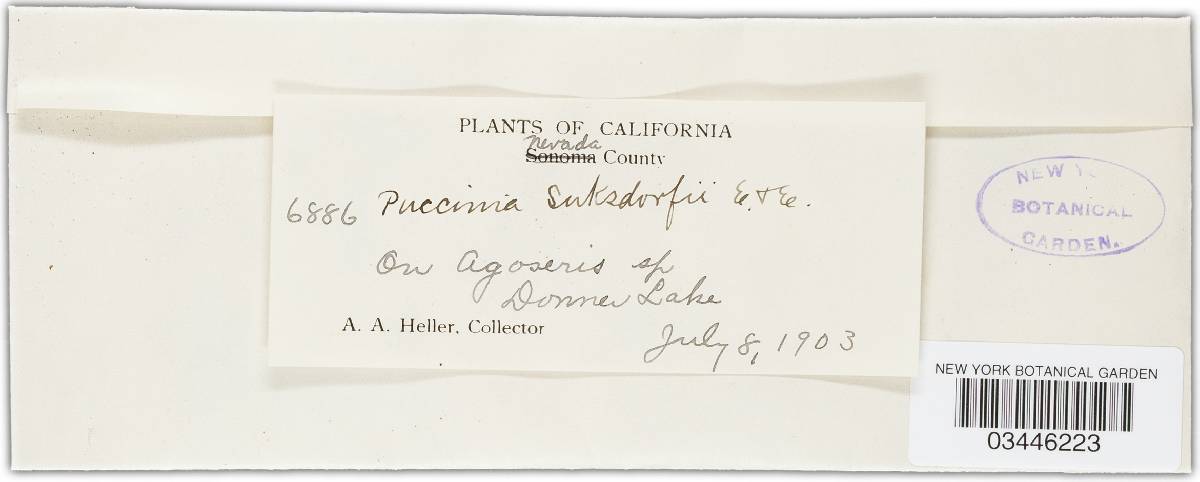 PLANTS OF CALIFORNIA
Nevada
Sonoma County
6886 Puccinia Suksdorfii E. & E.
On Agoseris sp
Donner Lake
A. A. Heller, Collector
July 8, 1903
NEW Y
BOTANICAL
GARDEN.
NEW YORK BOTANICAL GARDEN
03446223